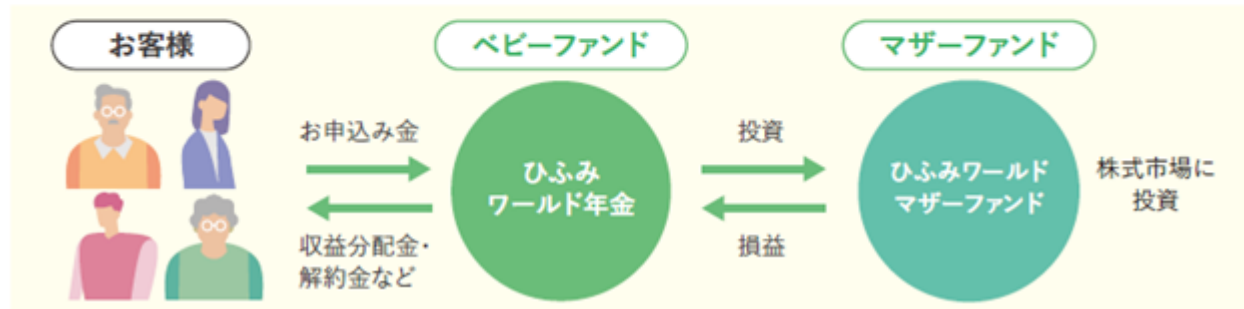 お客様
ベビーファンド
マザーファンド
お申込み金
収益分配金・
解約金など
ひふみ
ワールド年金
投資
損益
ひふみワールド
マザーファンド
株式市場に
投資